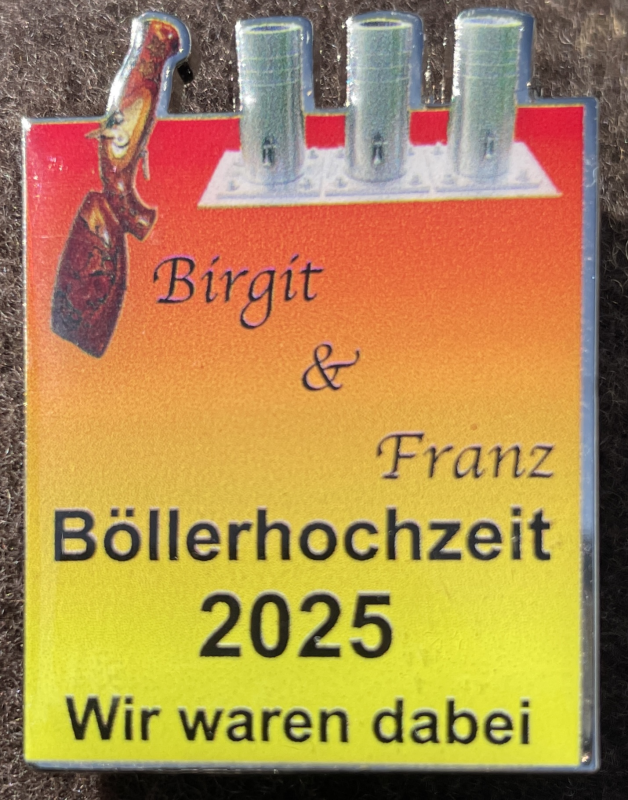 Birgit
&
Franz
Böllerhochzeit
2025
Wir waren dabei